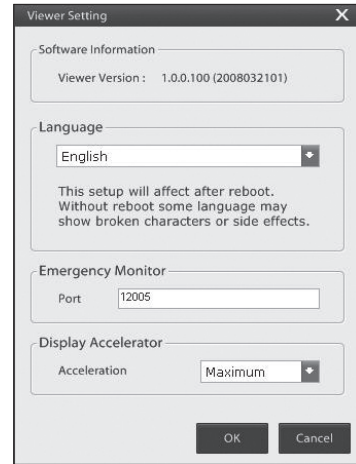 Viewer Setting X
Software Information
Viewer Version : 1.0.0.100 (2008032101)
Language
English
This setup will affect after reboot.
Without reboot some language may
show broken characters or side effects.
Emergency Monitor
Port 12005
Display Accelerator
Acceleration Maximum
OK Cancel